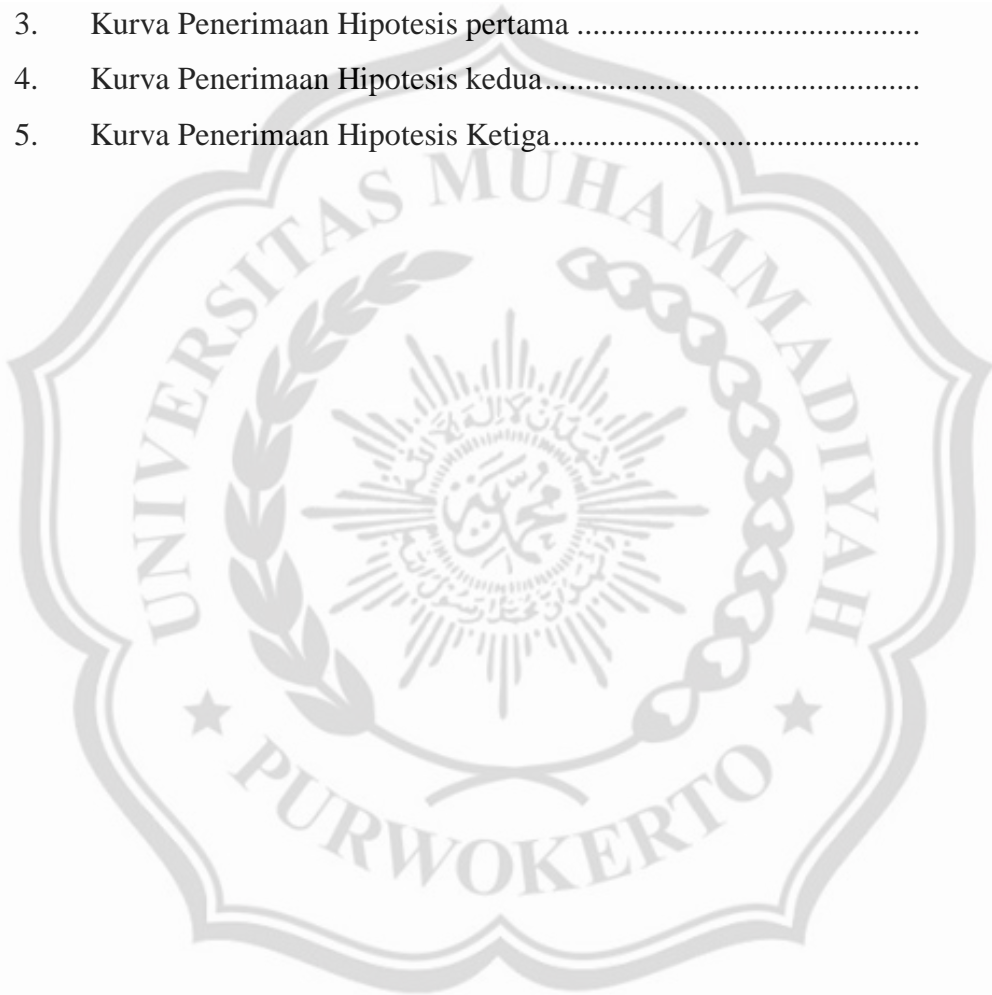 3. Kurva Penerimaan Hipotesis pertama ............................................
4. Kurva Penerimaan Hipotesis kedua................................................
5. Kurva Penerimaan Hipotesis Ketiga...............................................
UNIVERSITAS MUHAMMADIYAH
PURWOKERTO